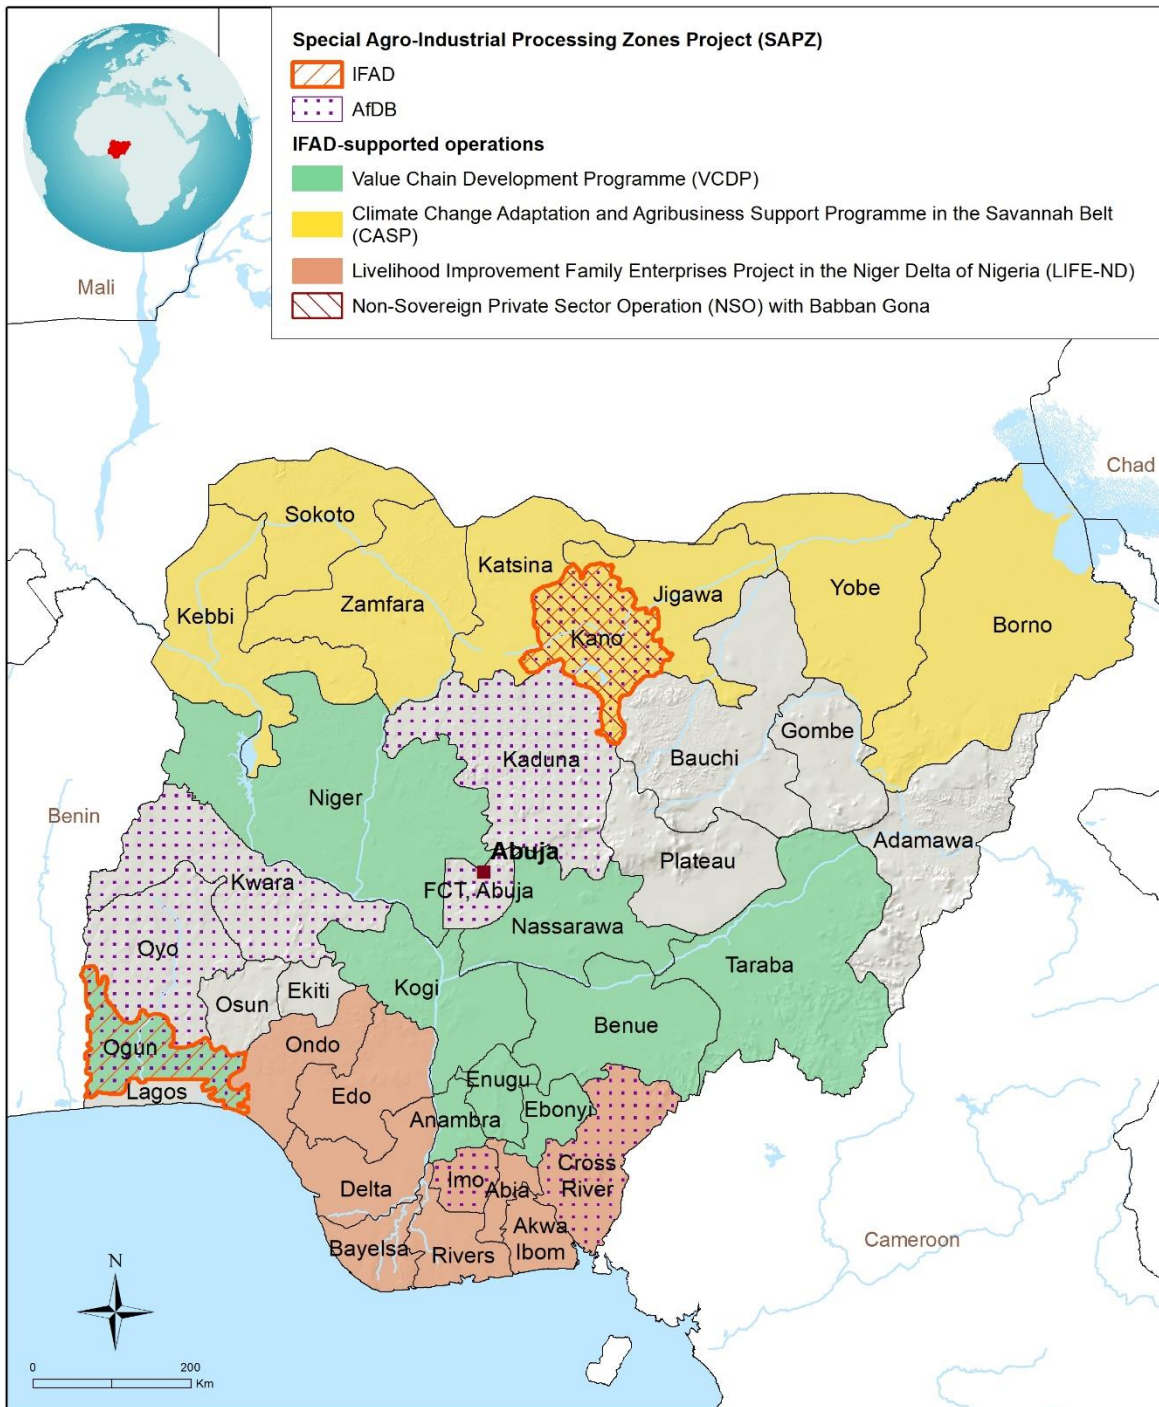 Special Agro-Industrial Processing Zones Project (SAPZ)
IFAD
AfDB
IFAD-supported operations
Value Chain Development Programme (VCDP)
Climate Change Adaptation and Agribusiness Support Programme in the Savannah Belt
(CASP)
Livelihood Improvement Family Enterprises Project in the Niger Delta of Nigeria (LIFE-ND)
Non-Sovereign Private Sector Operation (NSO) with Babban Gona
Mali
Chad
Sokoto
Katsina
Kebbi
Zamfara
Jigawa
Yobe
Kano
Borno
Gombe
Kaduna
Bauchi
Niger
Benin
Adamawa
Abuja
Plateau
Kwara
FCT, Abuja
Nassarawa
Oyo
Taraba
Kogi
Ekiti
Osun
Benue
Ogun
Ondo
Lagos
Edo
Enugu
Anambra
Ebonyi
Cross
River
Imo
Abia
Delta
Akwa
Ibom
Bayelsa
Rivers
Cameroon
N
0 200
Km